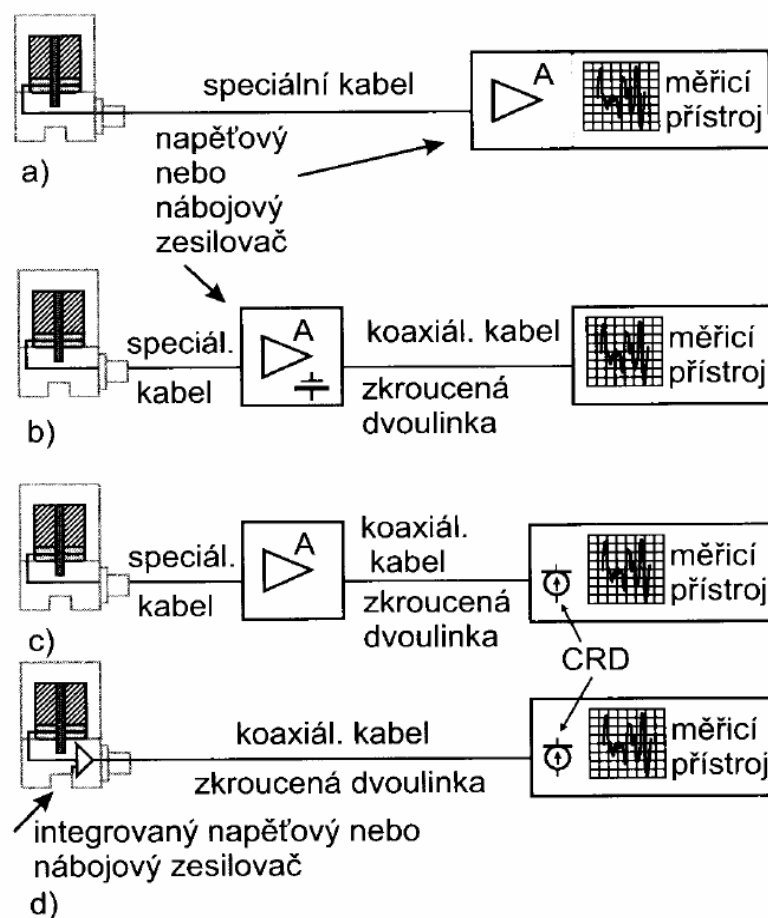 speciální kabel
A
měřicí
přístroj
napěťový
nebo
nábojový
zesilovač
a)
speciál.
kabel
A
koaxiál. kabel
zkroucená
dvoulinka
měřicí
přístroj
b)
speciál.
kabel
A
koaxiál.
kabel
zkroucená
dvoulinka
měřicí
přístroj
c)
CRD
koaxiál. kabel
zkroucená dvoulinka
měřicí
přístroj
integrovaný napěťový nebo
nábojový zesilovač
d)